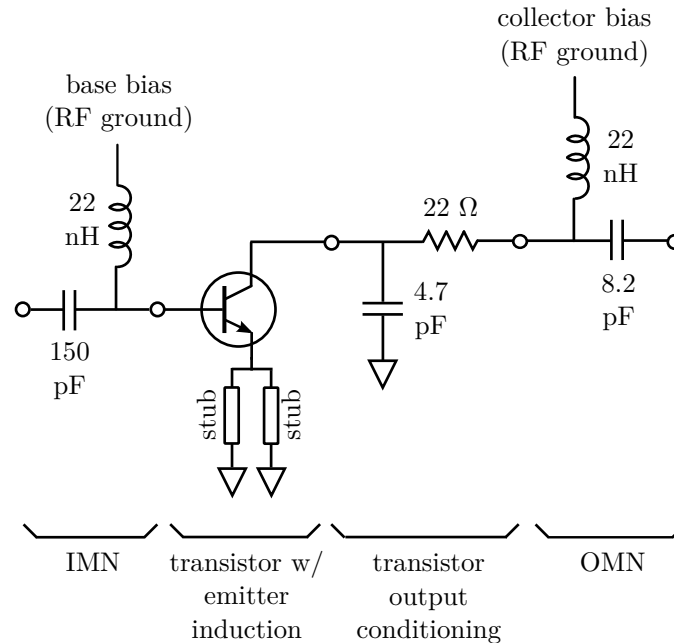 collector bias
(RF ground)
base bias
(RF ground)
22
nH
22
nH
22 Ω
4.7
pF
8.2
pF
150
pF
stub
stub
IMN
transistor w/
emitter
induction
transistor
output
conditioning
OMN